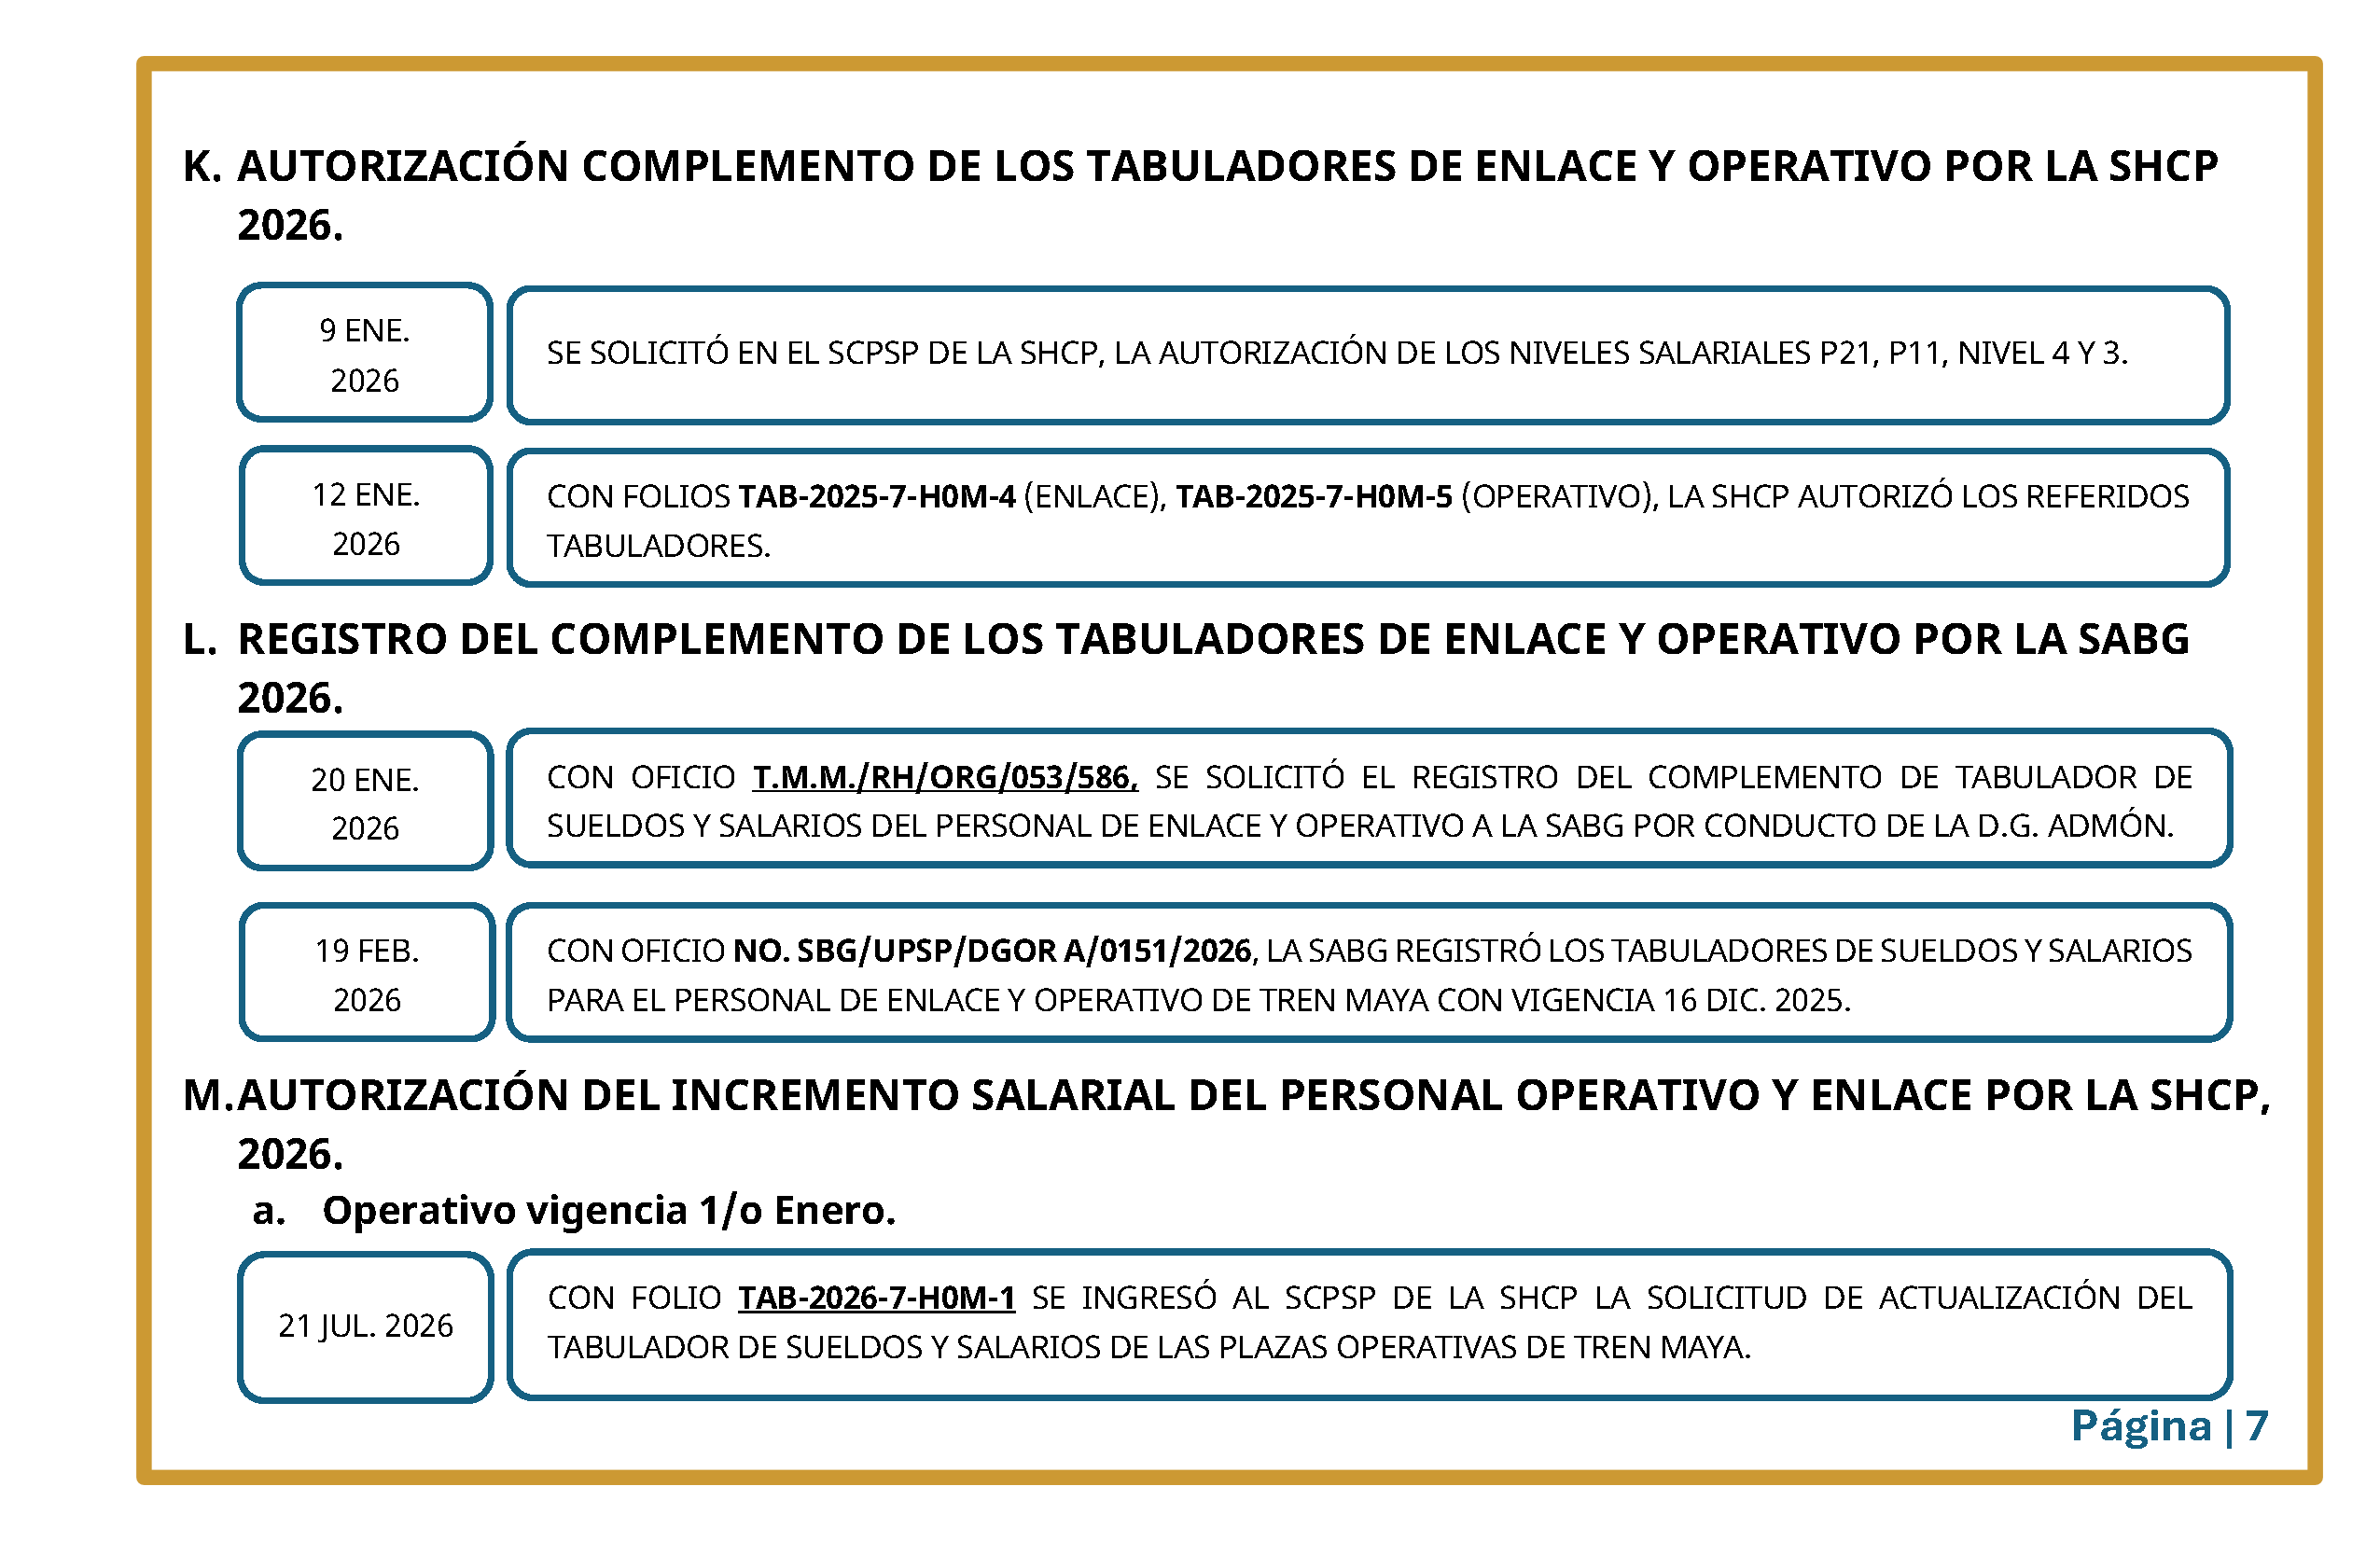 K. AUTORIZACIÓN COMPLEMENTO DE LOS TABULADORES DE ENLACE Y OPERATIVO POR LA SHCP
2026.
9 ENE.
2026
SE SOLICITÓ EN EL SCPSP DE LA SHCP, LA AUTORIZACIÓN DE LOS NIVELES SALARIALES P21, P11, NIVEL 4 Y 3.
12 ENE.
2026
CON FOLIOS TAB-2025-7-H0M-4 (ENLACE), TAB-2025-7-H0M-5 (OPERATIVO), LA SHCP AUTORIZÓ LOS REFERIDOS
TABULADORES.
L. REGISTRO DEL COMPLEMENTO DE LOS TABULADORES DE ENLACE Y OPERATIVO POR LA SABG
2026.
20 ENE.
2026
CON OFICIO T.M.M./RH/ORG/053/586, SE SOLICITÓ EL REGISTRO DEL COMPLEMENTO DE TABULADOR DE
SUELDOS Y SALARIOS DEL PERSONAL DE ENLACE Y OPERATIVO A LA SABG POR CONDUCTO DE LA D.G. ADMÓN.
19 FEB.
2026
CON OFICIO NO. SBG/UPSP/DGOR A/0151/2026, LA SABG REGISTRÓ LOS TABULADORES DE SUELDOS Y SALARIOS
PARA EL PERSONAL DE ENLACE Y OPERATIVO DE TREN MAYA CON VIGENCIA 16 DIC. 2025.
M.AUTORIZACIÓN DEL INCREMENTO SALARIAL DEL PERSONAL OPERATIVO Y ENLACE POR LA SHCP,
2026.
a. Operativo vigencia 1/o Enero.
21 JUL. 2026
CON FOLIO TAB-2026-7-H0M-1 SE INGRESÓ AL SCPSP DE LA SHCP LA SOLICITUD DE ACTUALIZACIÓN DEL
TABULADOR DE SUELDOS Y SALARIOS DE LAS PLAZAS OPERATIVAS DE TREN MAYA.
Página | 7